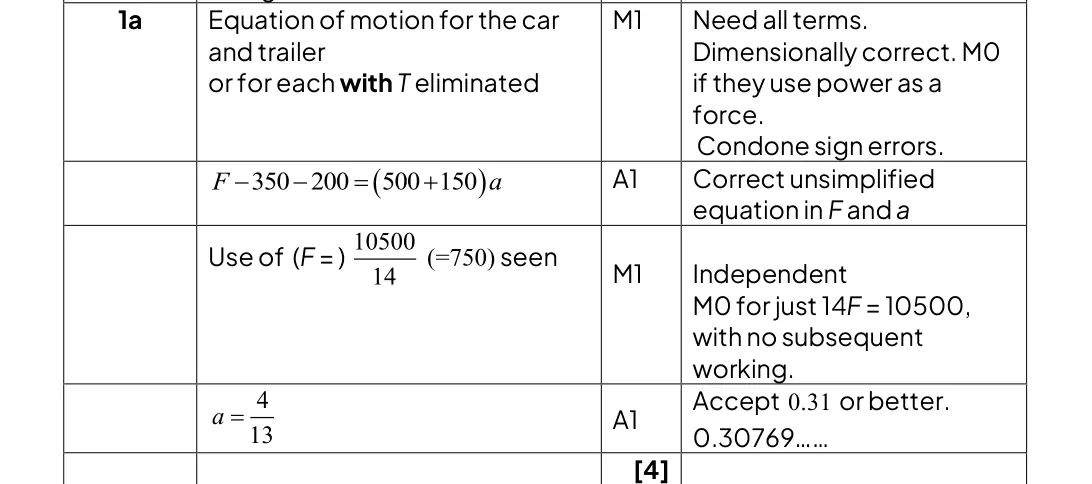 1a Equation of motion for the car M1 Need all terms.
and trailer Dimensionally correct. M0
or for each with T eliminated if they use power as a
force.
Condone sign errors.
F – 350 – 200 = (500 + 150)a A1 Correct unsimplified
equation in F and a
Use of (F = ) 10500/14 (=750) seen
M1 Independent
M0 for just 14F = 10500,
with no subsequent
working.
a = 4/13 A1 Accept 0.31 or better.
0.30769……
[4]